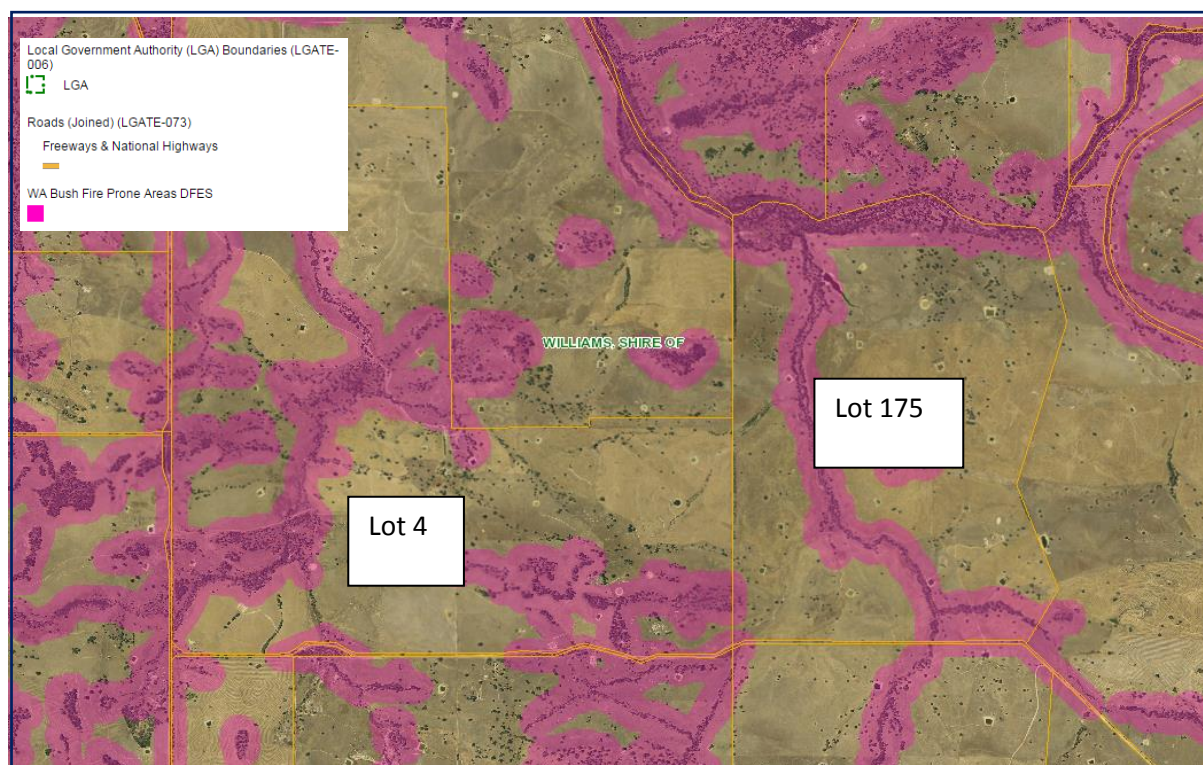 Local Government Authority (LGA) Boundaries (LGATE-
006)
LGA
Roads (Joined) (LGATE-073)
Freeways & National Highways
WA Bush Fire Prone Areas DFES
WILLIAMS, SHIRE OF
Lot 175
Lot 4